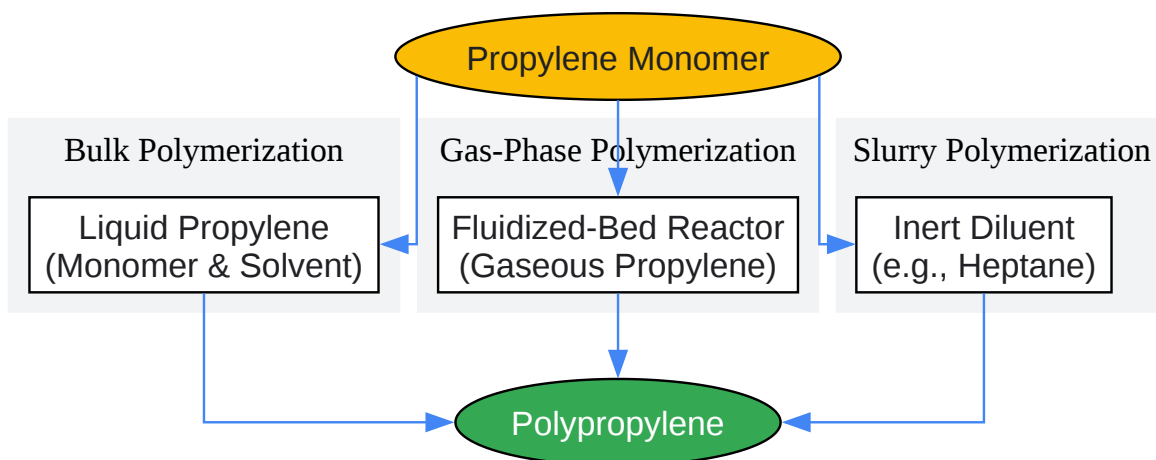 Propylene Monomer
Bulk Polymerization
Gas-Phase Polymerization
Slurry Polymerization
Liquid Propylene
(Monomer & Solvent)
Fluidized-Bed Reactor
(Gaseous Propylene)
Inert Diluent
(e.g., Heptane)
Polypropylene